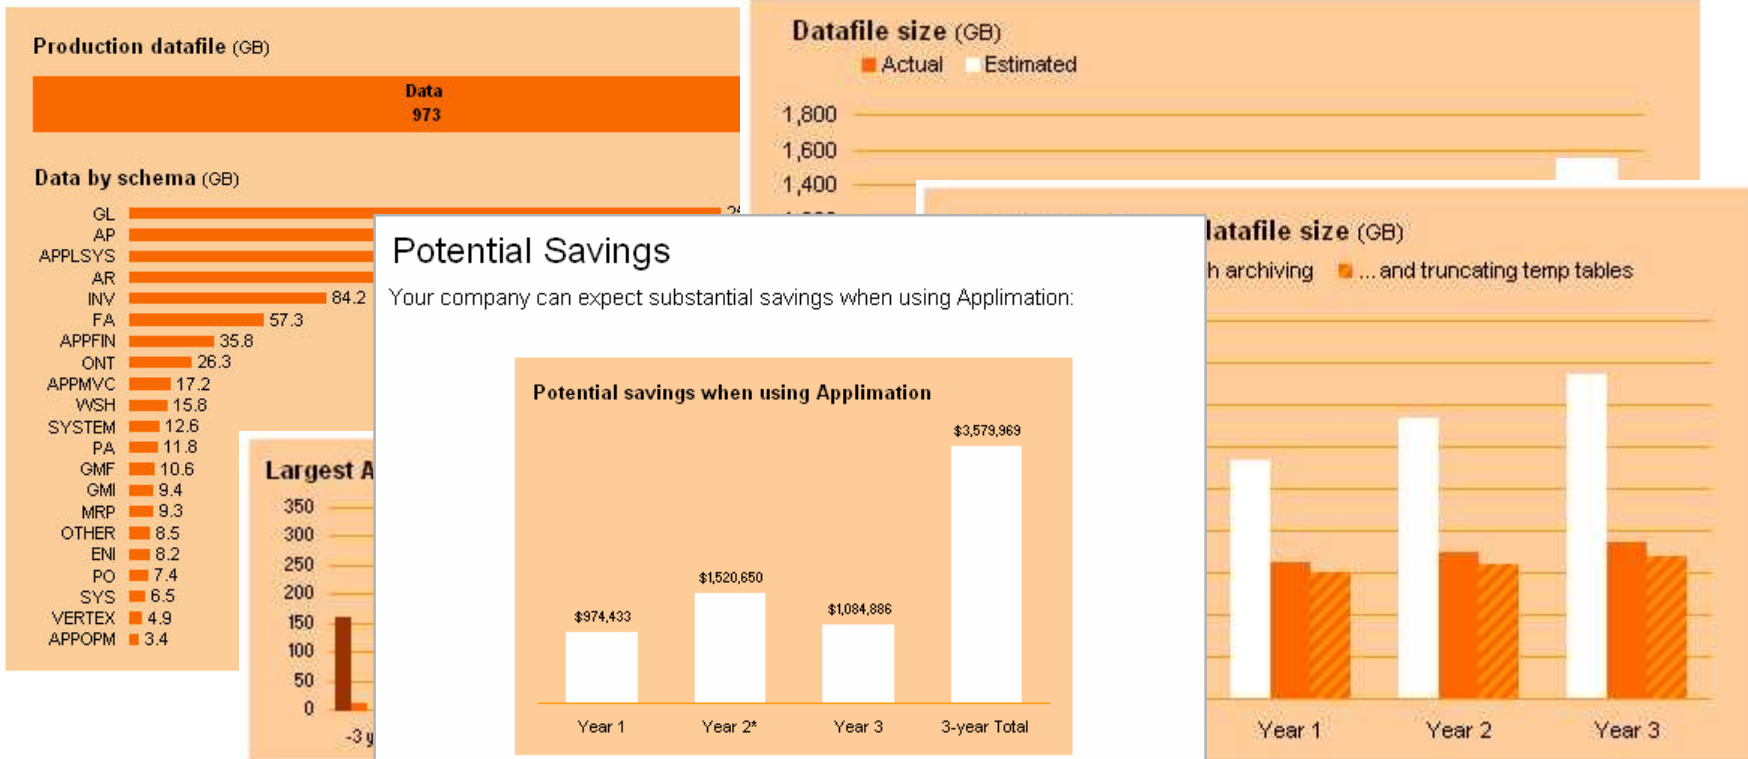 Production datafile (GB)
Data
973
Data by schema (GB)
GL
AP
APPLSYS
AR
INV 84.2
FA 57.3
APPFIN 35.8
ONT 26.3
APPMVC 17.2
WSH 15.8
SYSTEM 12.6
PA 11.8
GMF 10.6
GMI 9.4
MRP 9.3
OTHER 8.5
ENI 8.2
PO 7.4
SYS 6.5
VERTEX 4.9
APPOPM 3.4
Largest A
350
300
250
200
150
100
50
0
-3 y
Potential Savings
Your company can expect substantial savings when using Applimation:
Potential savings when using Applimation
$974,433
$1,520,650
$1,084,886
$3,579,969
Year 1
Year 2*
Year 3
3-year Total
Datafile size (GB)
Actual Estimated
1,800
1,600
1,400
datafile size (GB)
h archiving ... and truncating temp tables
Year 1
Year 2
Year 3